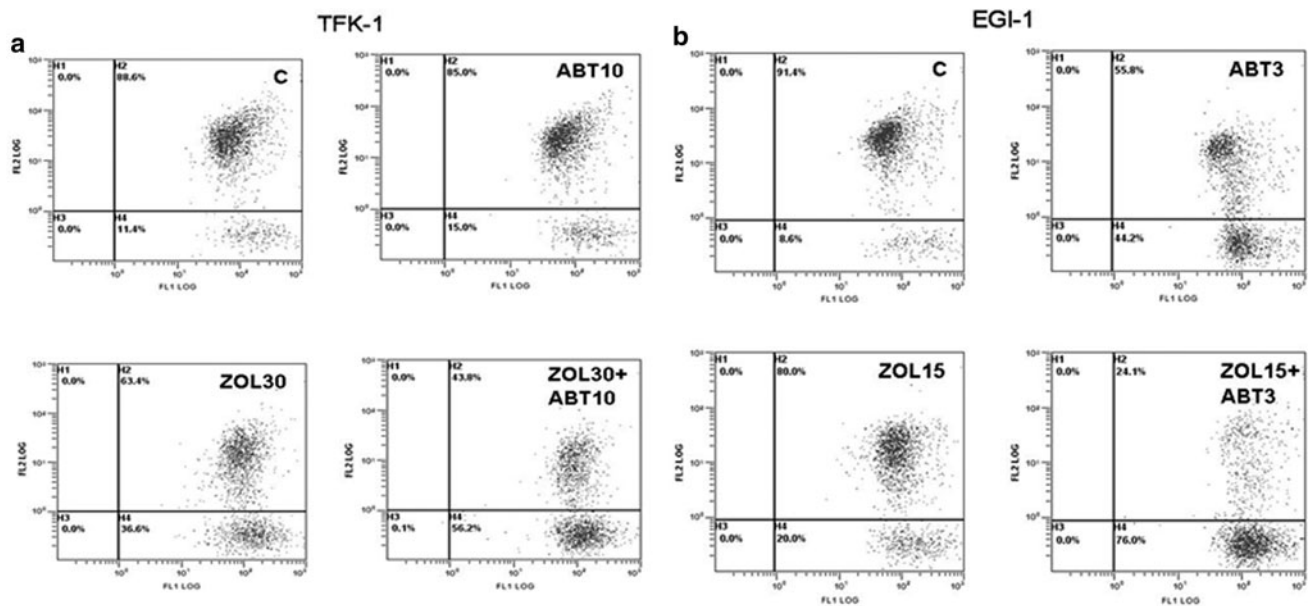 TFK-1
EGI-1
a
b
H1
0.0%
H2
88.6%
C
H3
0.0%
H4
11.4%
FL2 LOG
FL1 LOG
H1
0.0%
H2
85.0%
ABT10
H3
0.0%
H4
15.0%
FL2 LOG
FL1 LOG
H1
0.0%
H2
91.4%
C
H3
0.0%
H4
8.6%
FL2 LOG
FL1 LOG
H1
0.0%
H2
55.8%
ABT3
H3
0.0%
H4
44.2%
FL2 LOG
FL1 LOG
H1
0.0%
H2
63.4%
ZOL30
H3
0.0%
H4
36.6%
FL2 LOG
FL1 LOG
H1
0.0%
H2
43.8%
ZOL30+
ABT10
H3
0.1%
H4
56.2%
FL2 LOG
FL1 LOG
H1
0.0%
H2
80.0%
ZOL15
H3
0.0%
H4
20.0%
FL2 LOG
FL1 LOG
H1
0.0%
H2
24.1%
ZOL15+
ABT3
H3
0.0%
H4
76.0%
FL2 LOG
FL1 LOG